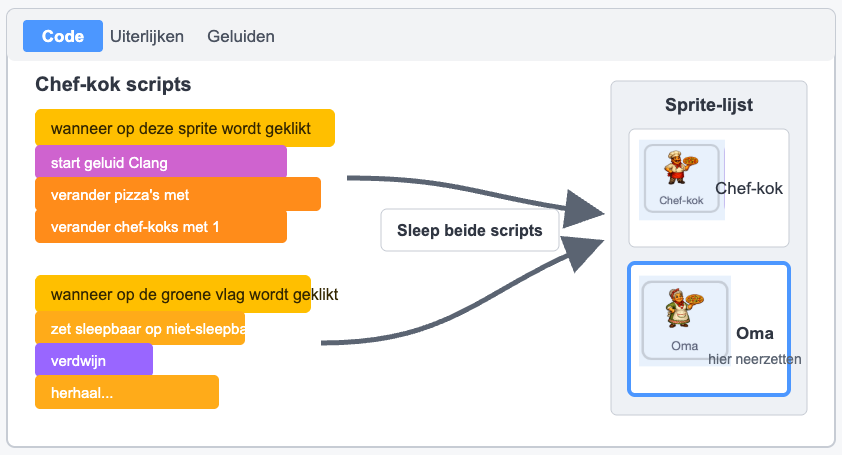 Code Uiterlijken Geluiden
Chef-kok scripts
wanneer op deze sprite wordt geklikt
start geluid Clang
verander pizza's met
verander chef-koks met 1
wanneer op de groene vlag wordt geklikt
zet sleepbaar op niet-sleepba
verdwijn
herhaal...
Sleep beide scripts
Sprite-lijst
Chef-kok
Chef-kok
Oma
Oma
hier neerzetten